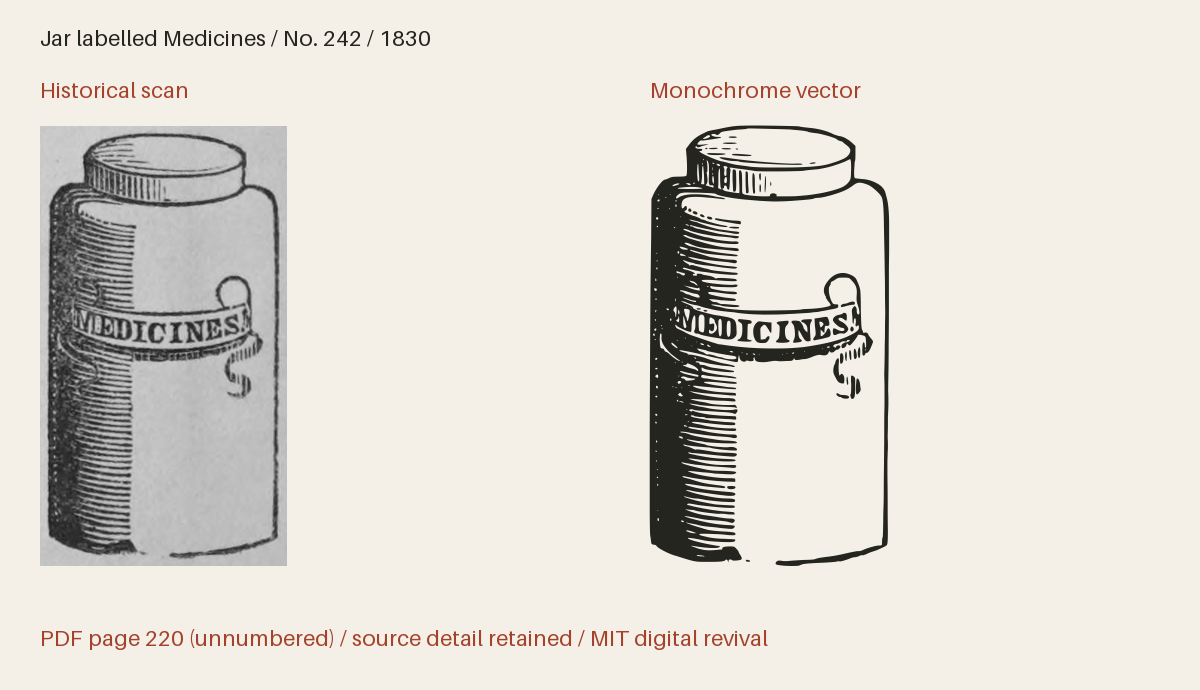 Jar labelled Medicines / No. 242 / 1830
Historical scan
Monochrome vector
MEDICINES.
MEDICINES.
PDF page 220 (unnumbered) / source detail retained / MIT digital revival